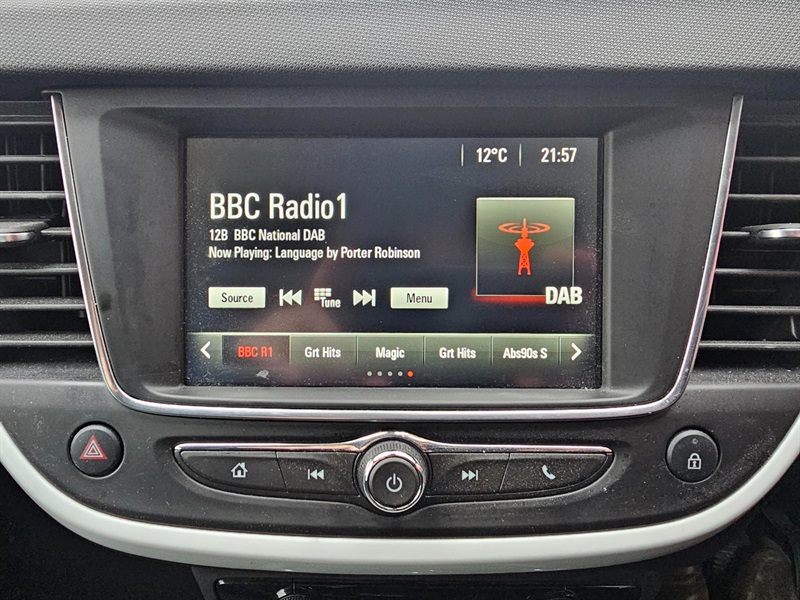 12°C 21:57
BBC Radio1
12B BBC National DAB
Now Playing: Language by Porter Robinson
DAB
Source Tune Menu
BBC R1 Grt Hits Magic Grt Hits Abs90s S